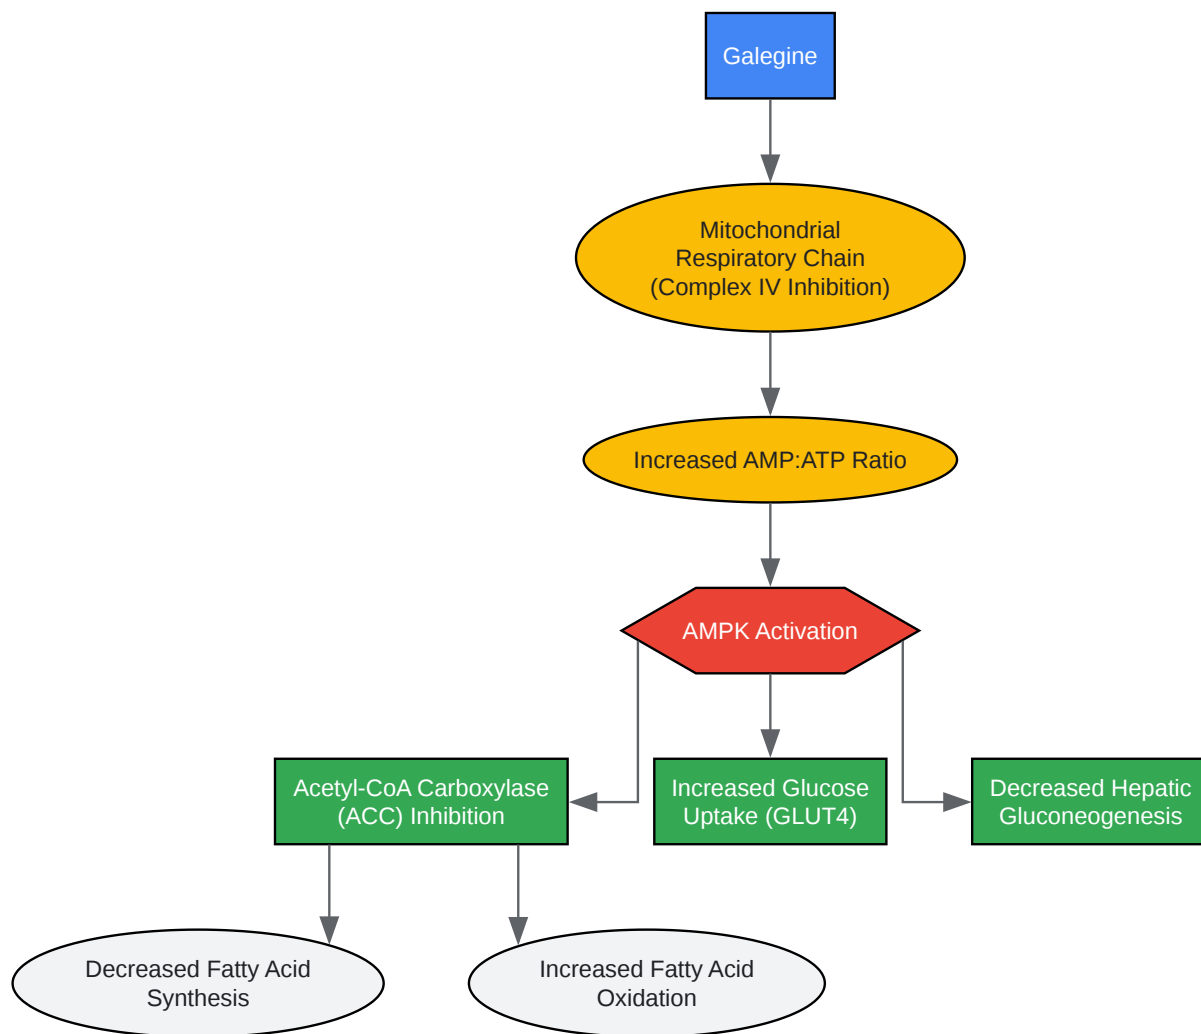 Galegine
Mitochondrial
Respiratory Chain
(Complex IV Inhibition)
Increased AMP:ATP Ratio
AMPK Activation
Acetyl-CoA Carboxylase
(ACC) Inhibition
Increased Glucose
Uptake (GLUT4)
Decreased Hepatic
Gluconeogenesis
Decreased Fatty Acid
Synthesis
Increased Fatty Acid
Oxidation